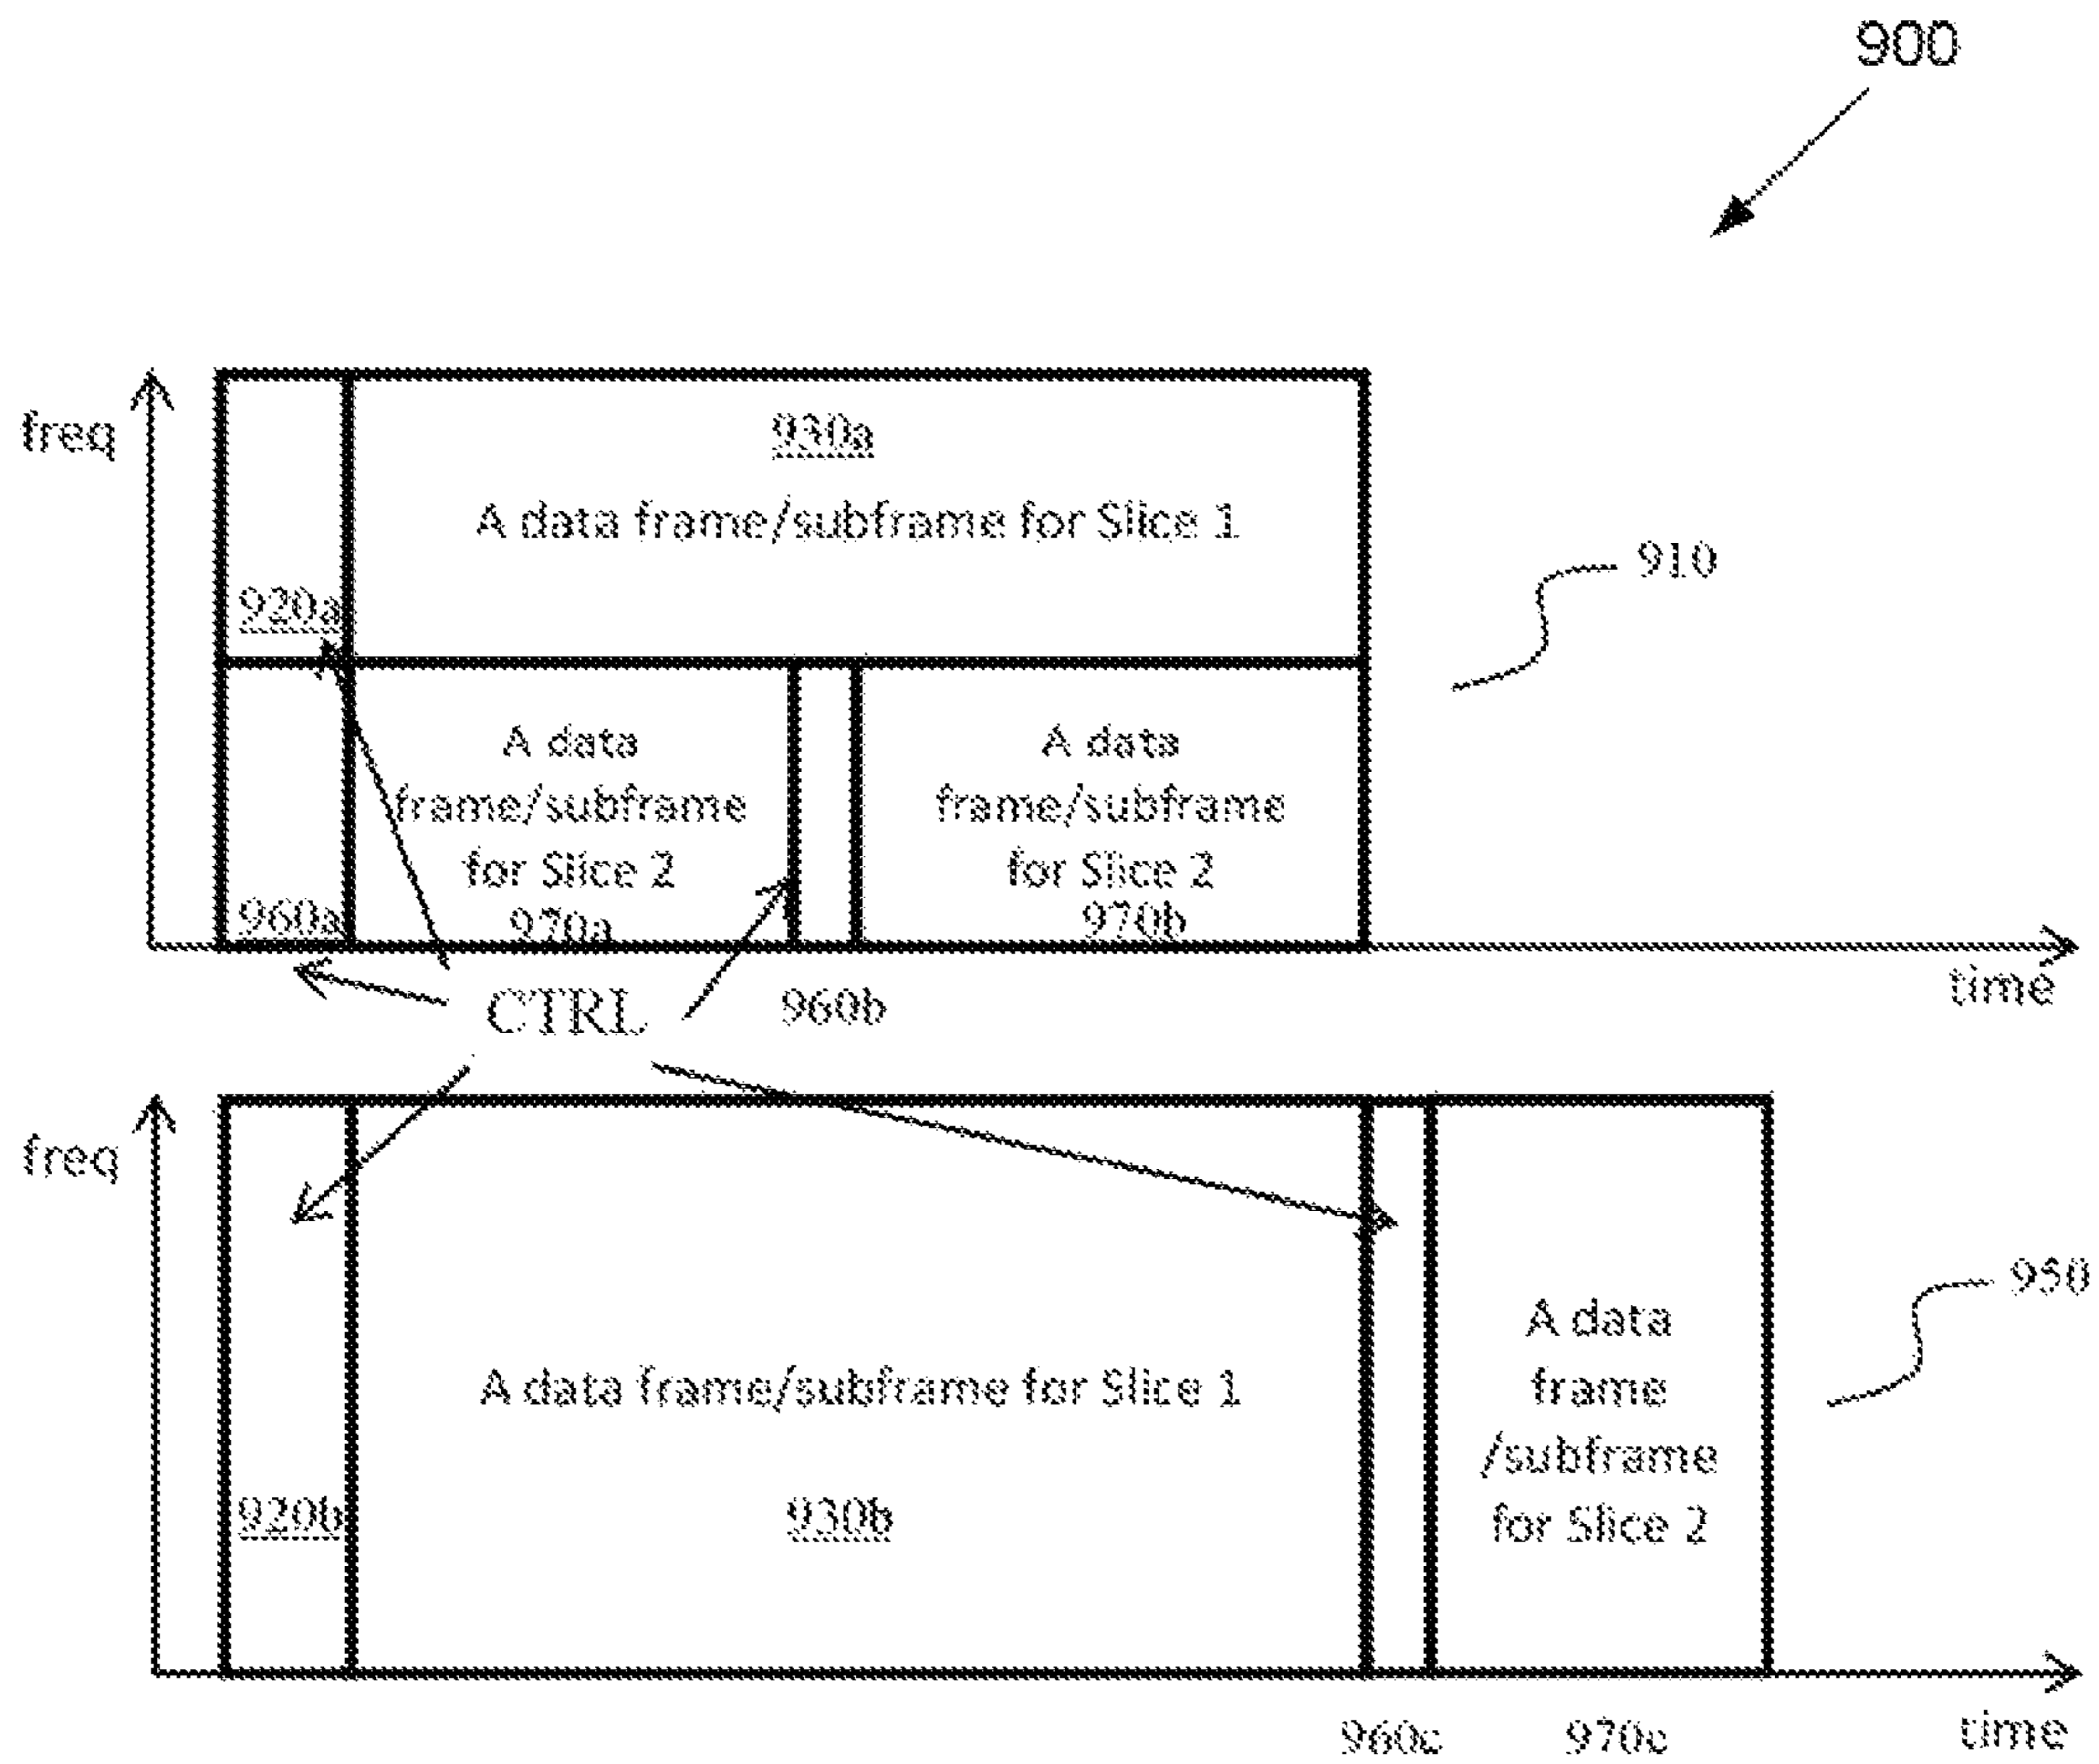 900
freq
930a
A data frame/subframe for Slice 1
910
920a
A data
frame/subframe
for Slice 2
970a
A data
frame/subframe
for Slice 2
970b
960a
time
CTRL
960b
freq
950
A data frame/subframe for Slice 1
A data
frame
/subframe
for Slice 2
920b
930b
960c
970c
time